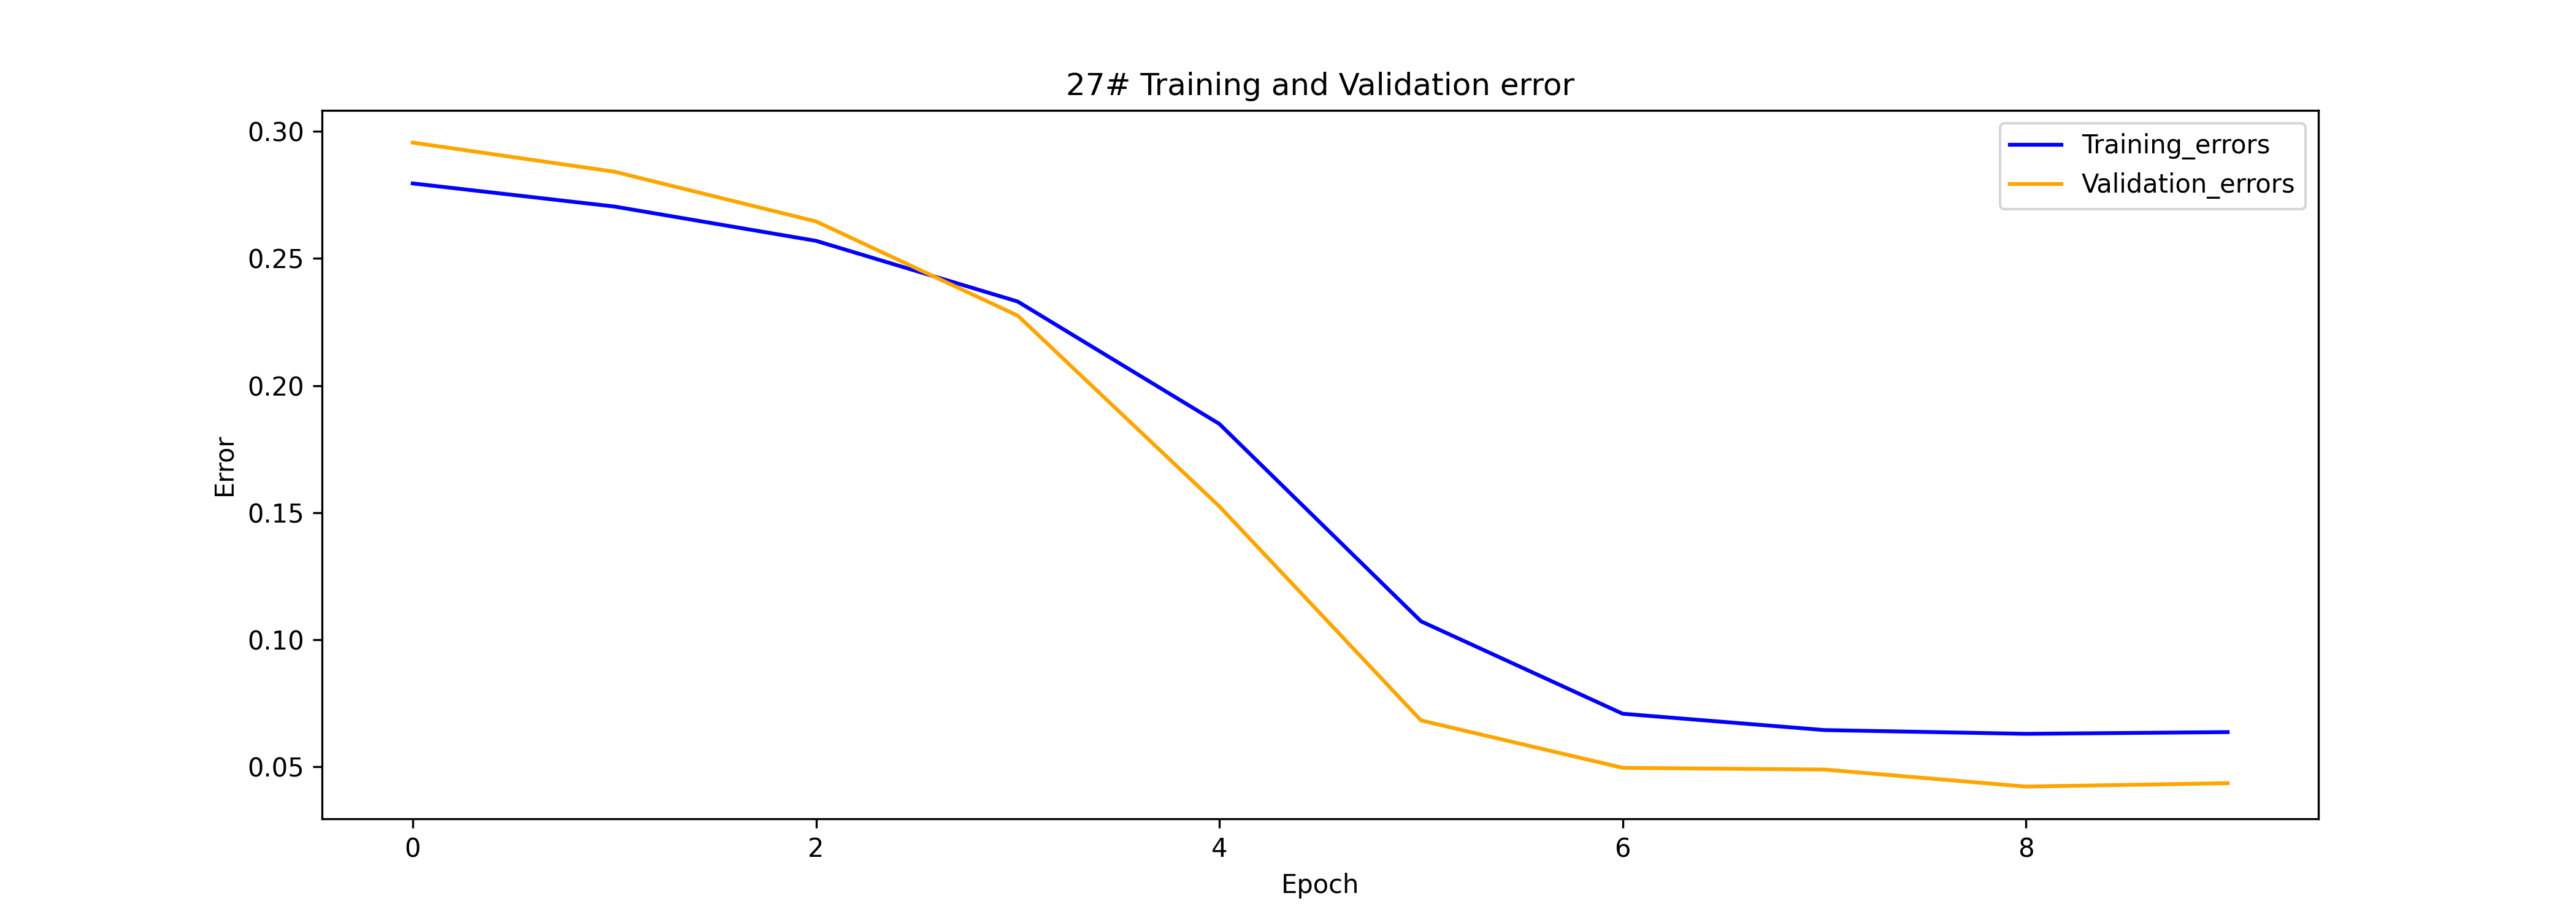 27# Training and Validation error
Training_errors
Validation_errors
0.30
0.25
0.20
0.15
0.10
0.05
Error
0 2 4 6 8
Epoch